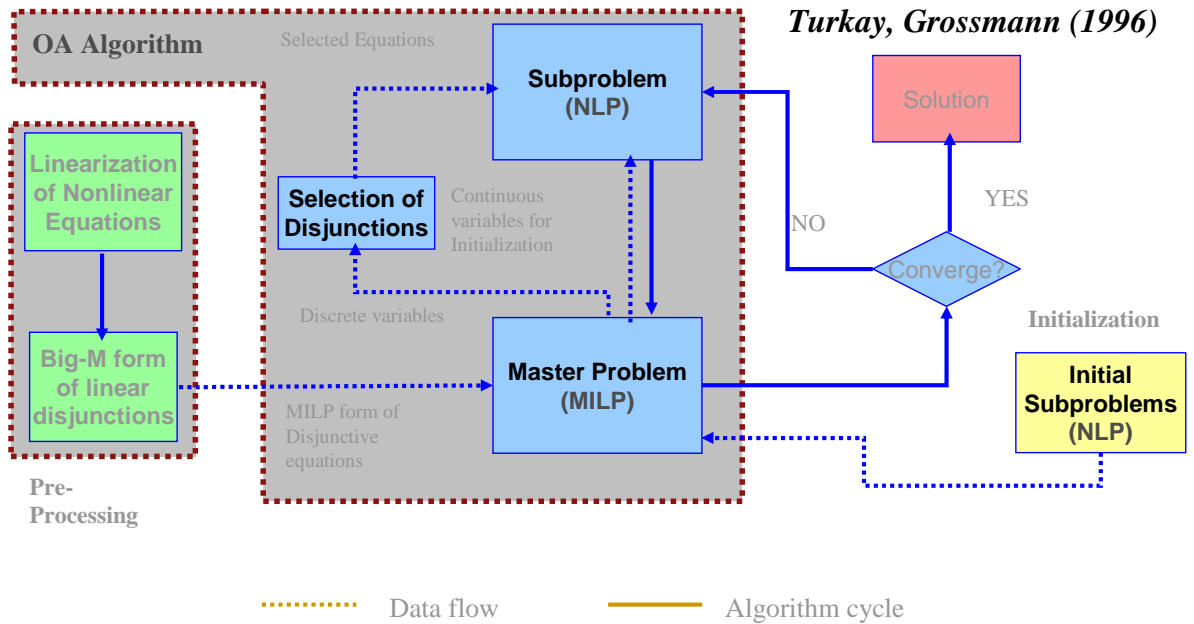 Turkay, Grossmann (1996)
OA Algorithm
Selected Equations
Subproblem
(NLP)
Solution
Linearization
of Nonlinear
Equations
Selection of
Disjunctions
Continuous
variables for
Initialization
NO
YES
Converge?
Discrete variables
Initialization
Big-M form
of linear
disjunctions
Master Problem
(MILP)
Initial
Subproblems
(NLP)
MILP form of
Disjunctive
equations
Pre-
Processing
Data flow
Algorithm cycle